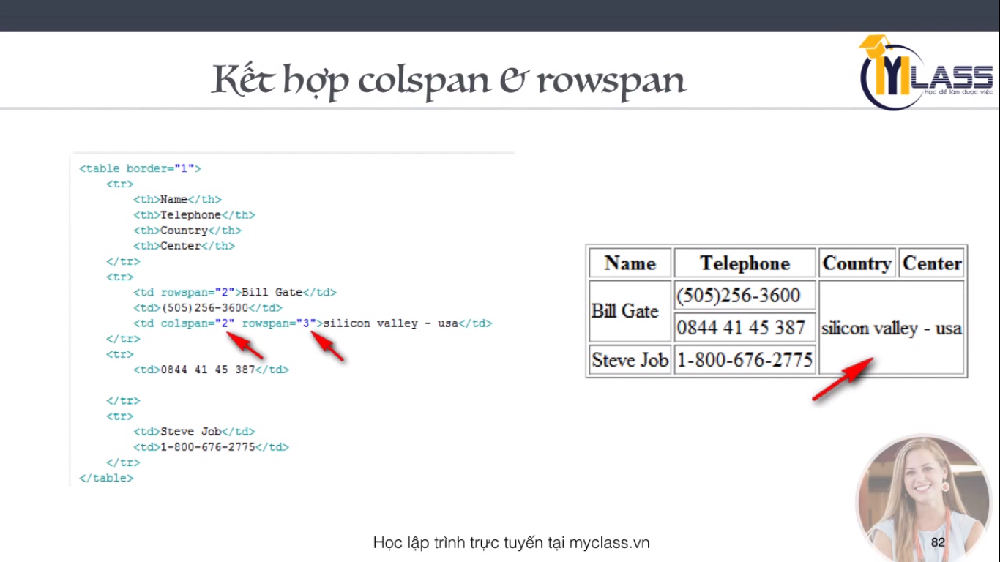 Kết hợp colspan & rowspan
MYCLASS
Học để làm được việc
<table border="1">
<tr>
<th>Name</th>
<th>Telephone</th>
<th>Country</th>
<th>Center</th>
</tr>
<tr>
<td rowspan="2">Bill Gate</td>
<td>(505)256-3600</td>
<td colspan="2" rowspan="3">silicon valley - usa</td>
</tr>
<tr>
<td>0844 41 45 387</td>
</tr>
<tr>
<td>Steve Job</td>
<td>1-800-676-2775</td>
</tr>
</table>
Name Telephone Country Center
Bill Gate (505)256-3600 silicon valley - usa
0844 41 45 387
Steve Job 1-800-676-2775
Học lập trình trực tuyến tại myclass.vn
82